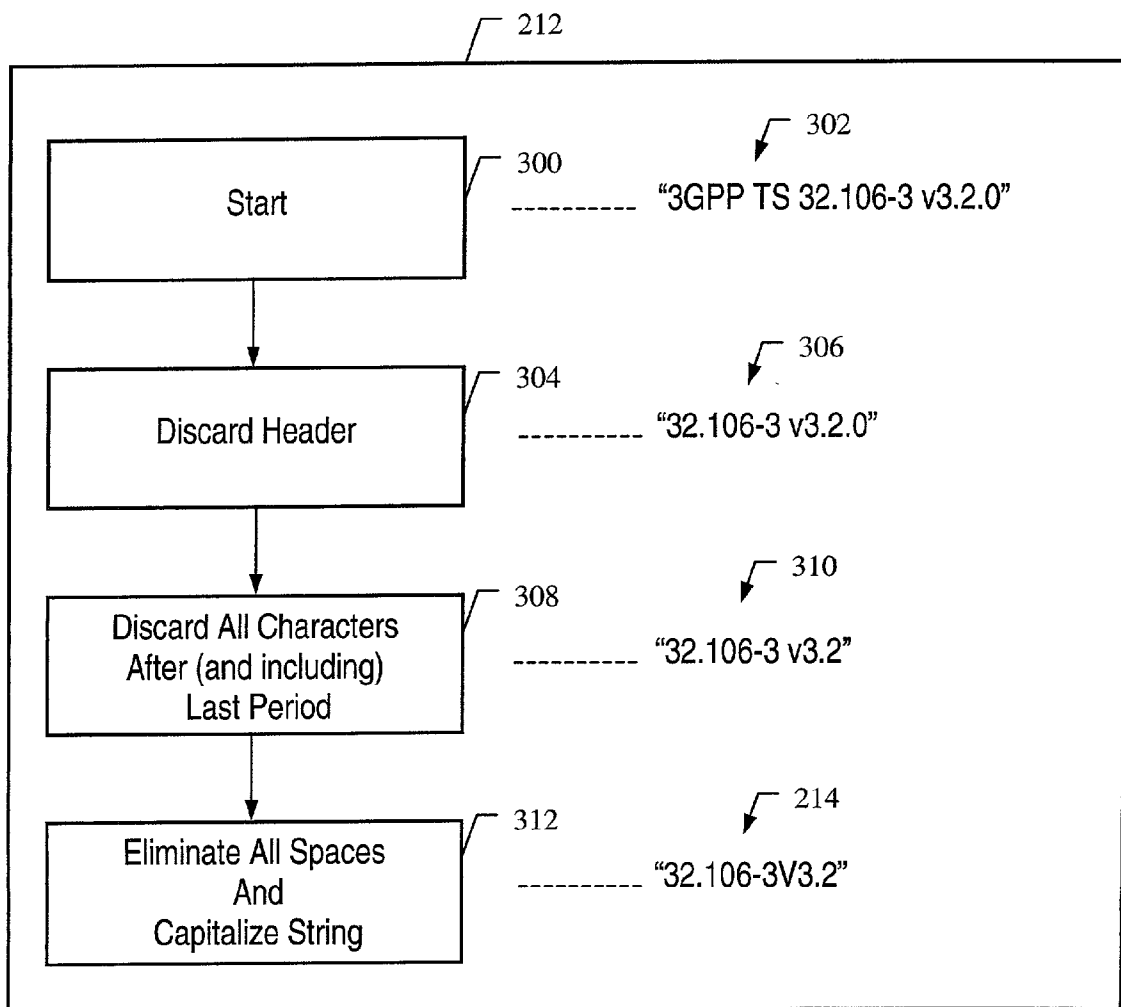 212
302
300
Start
“3GPP TS 32.106-3 v3.2.0”
306
304
Discard Header
“32.106-3 v3.2.0”
310
308
Discard All Characters
After (and including)
Last Period
“32.106-3 v3.2”
214
312
Eliminate All Spaces
And
Capitalize String
“32.106-3V3.2”